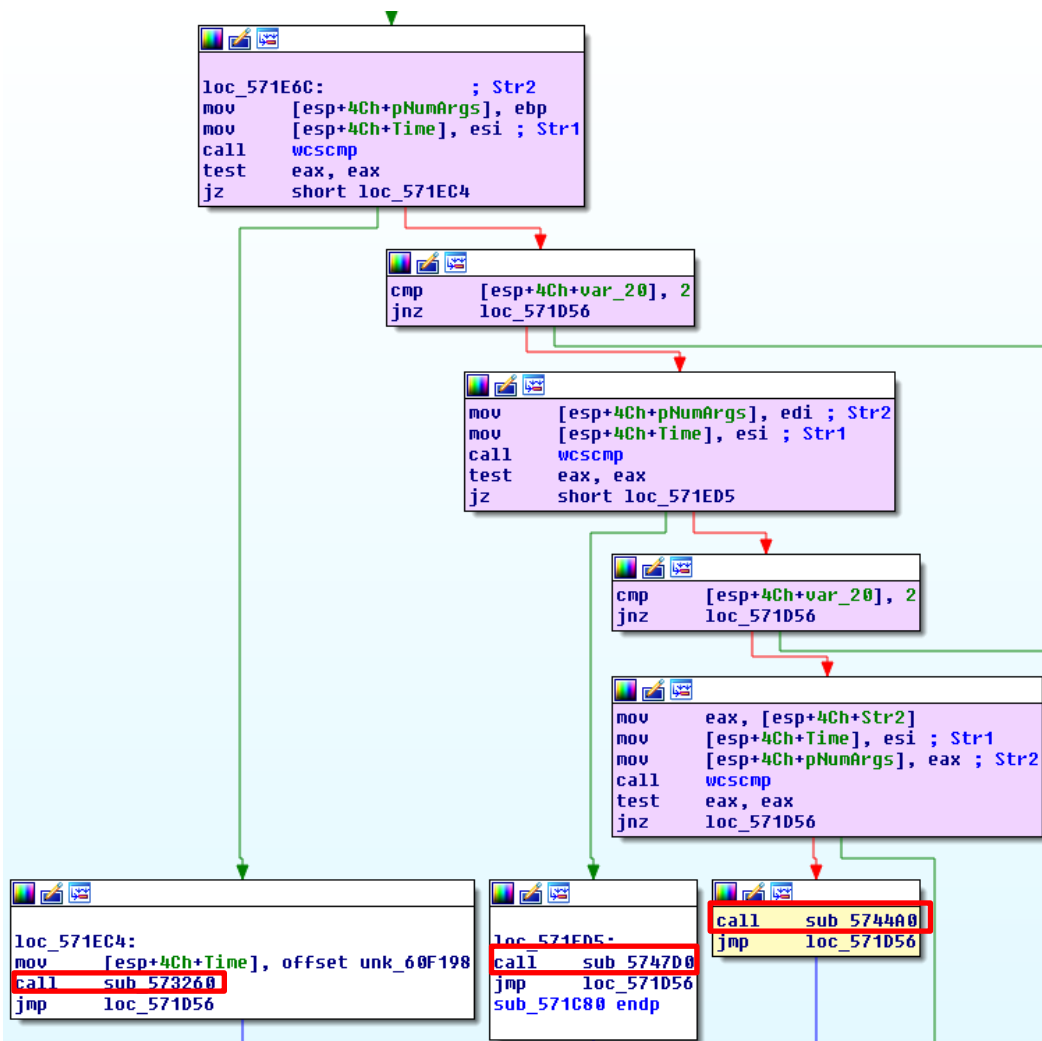 loc_571E6C: ; Str2
mov [esp+4Ch+pNumArgs], ebp
mov [esp+4Ch+Time], esi ; Str1
call wcscmp
test eax, eax
jz short loc_571EC4
cmp [esp+4Ch+var_20], 2
jnz loc_571D56
mov [esp+4Ch+pNumArgs], edi ; Str2
mov [esp+4Ch+Time], esi ; Str1
call wcscmp
test eax, eax
jz short loc_571ED5
cmp [esp+4Ch+var_20], 2
jnz loc_571D56
mov eax, [esp+4Ch+Str2]
mov [esp+4Ch+Time], esi ; Str1
mov [esp+4Ch+pNumArgs], eax ; Str2
call wcscmp
test eax, eax
jnz loc_571D56
loc_571EC4:
mov [esp+4Ch+Time], offset unk_60F198
call sub_573260
jmp loc_571D56
loc_571ED5:
call sub_5747D0
jmp loc_571D56
sub_571C80 endp
call sub_5744A0
jmp loc_571D56